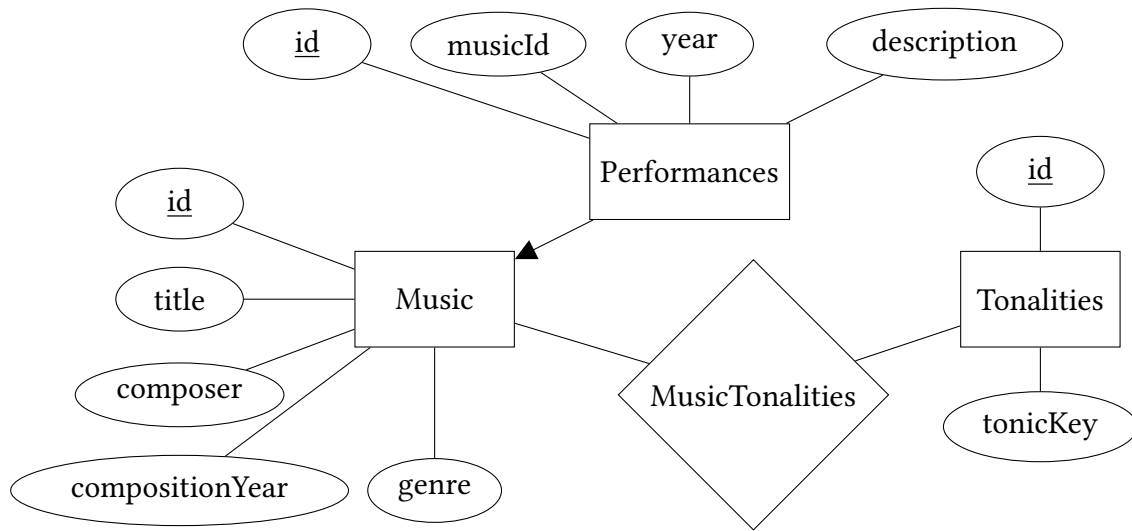 id
musicId
year
description
Performances
id
id
title
Music
Tonalities
composer
MusicTonalities
tonicKey
compositionYear
genre